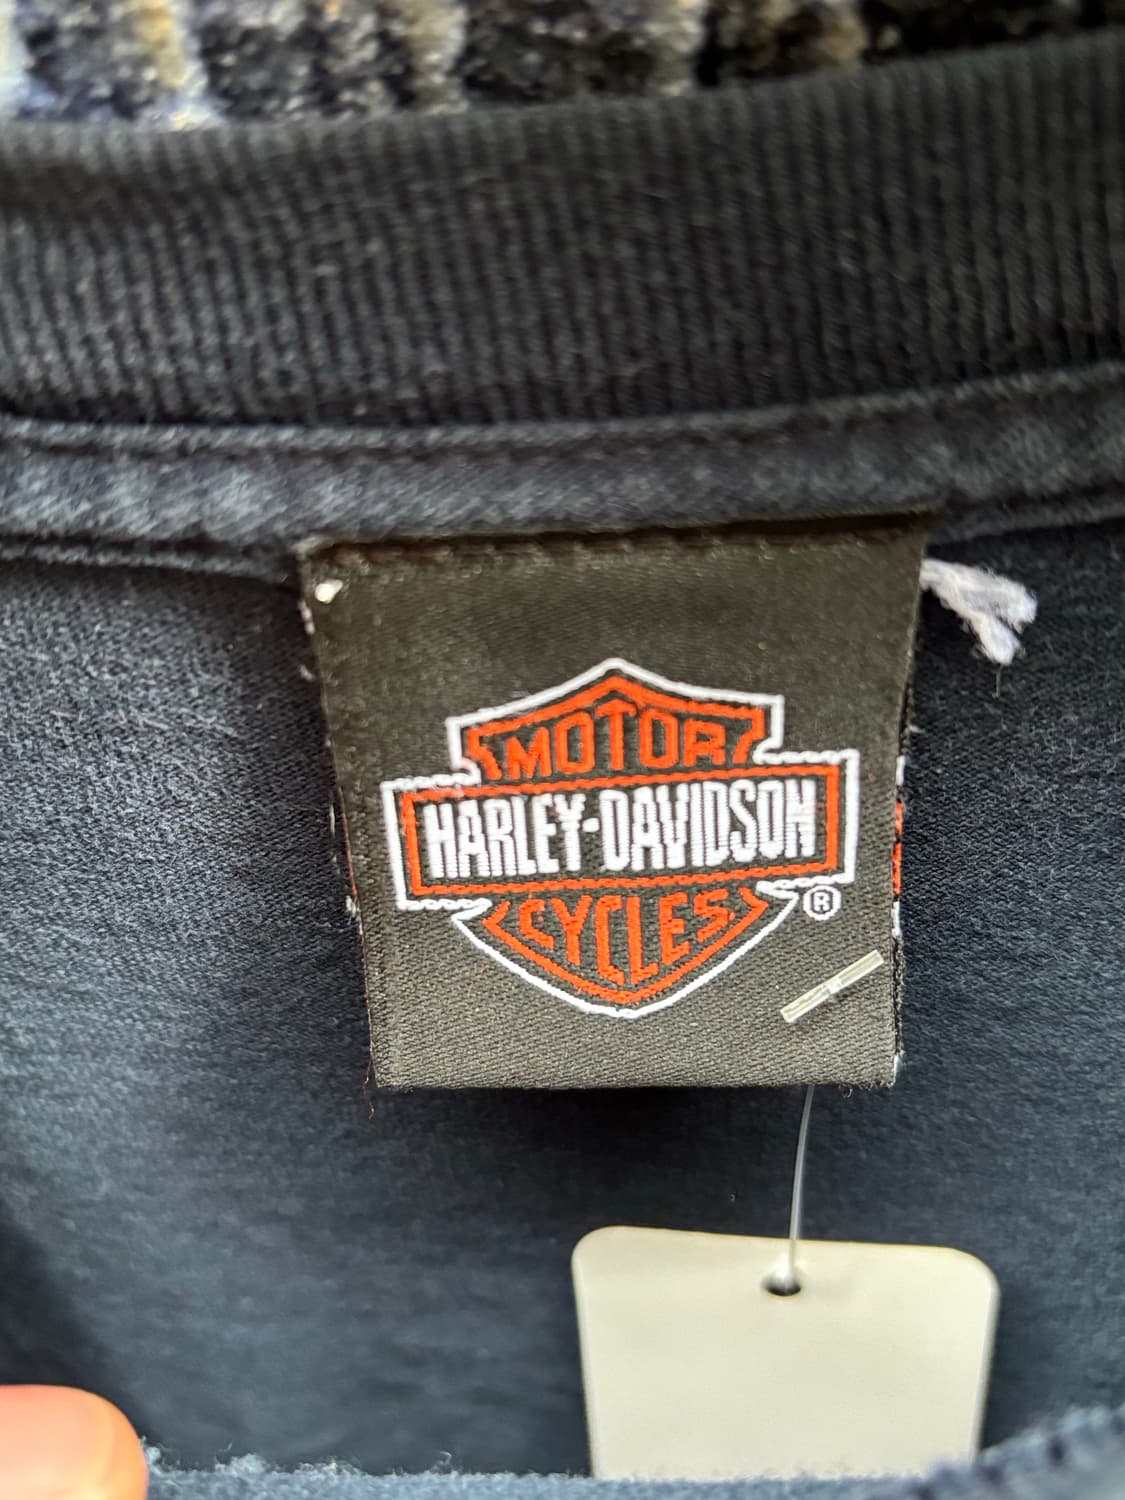 MOTOR
HARLEY-DAVIDSON
CYCLES
®